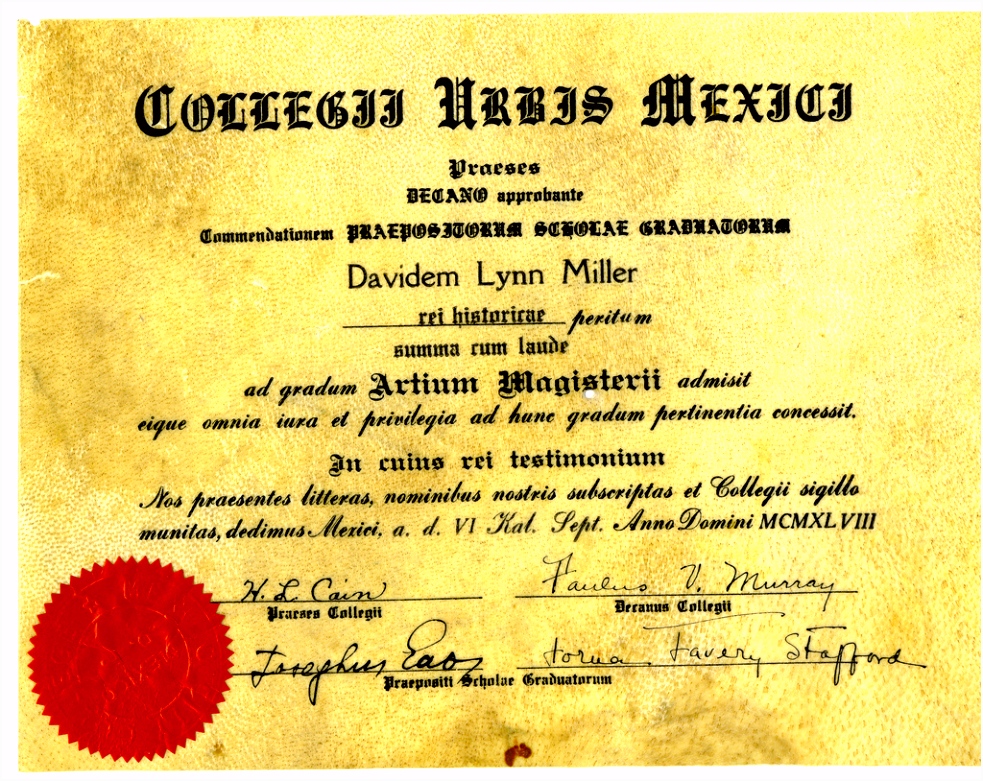 COLLEGII URBIS MEXICI
Praeses
DECANO approbante
Commendationem PRAEPOSITORUM SCHOLAE GRADUATORUM
Davidem Lynn Miller
rei historicae peritum
summa cum laude
ad gradum Artium Magisterii admisit
eique omnia iura et privilegia ad hunc gradum pertinentia concessit.
In cuius rei testimonium
Nos praesentes litteras, nominibus nostris subscriptas et Collegii sigillo
munitas, dedimus Mexici, a. d. VI Kal. Sept. Anno Domini MCMXLVIII
H. L. Cain
Paulus V. Murray
Praeses Collegii
Decanus Collegii
Josephus
Lorna Lavery Stafford
Praepositi Scholae Graduatorum